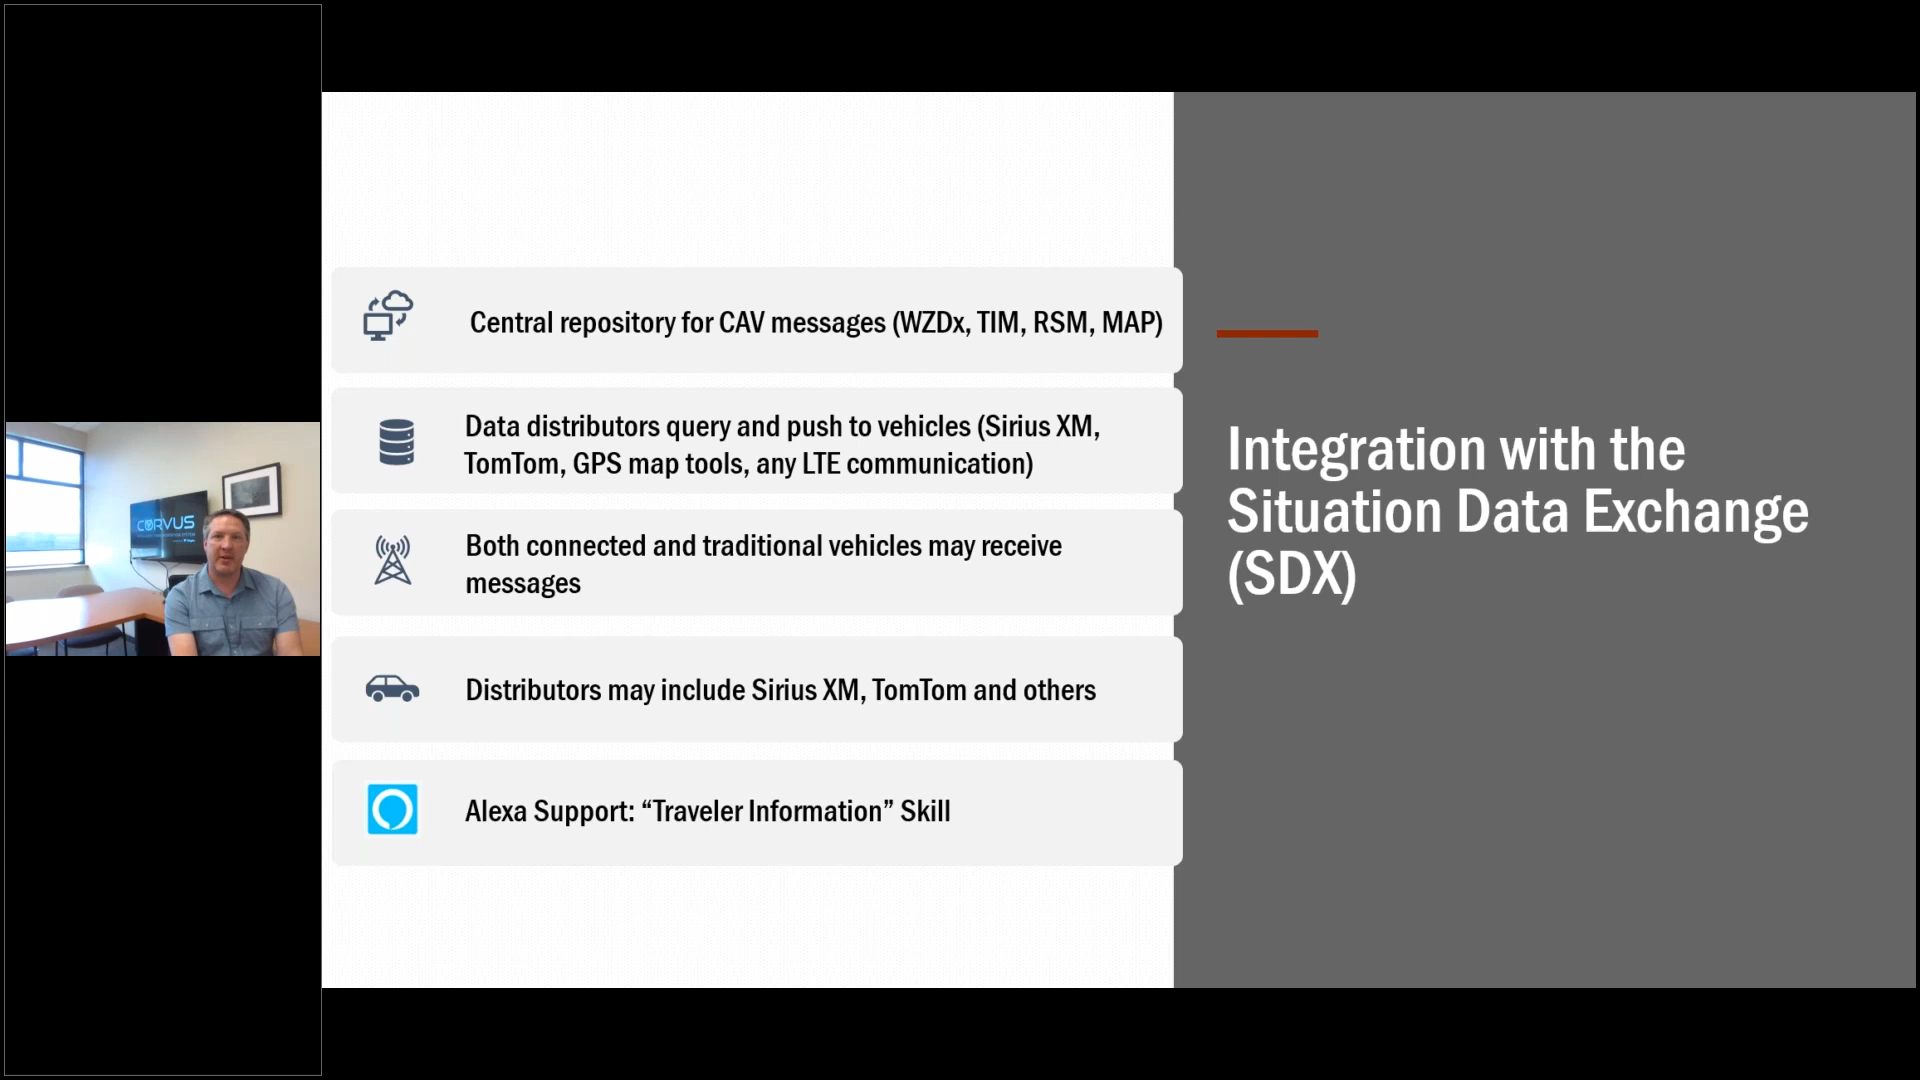 CORVUS
Central repository for CAV messages (WZDx, TIM, RSM, MAP)
Data distributors query and push to vehicles (Sirius XM,
TomTom, GPS map tools, any LTE communication)
Both connected and traditional vehicles may receive
messages
Distributors may include Sirius XM, TomTom and others
Alexa Support: “Traveler Information” Skill
Integration with the
Situation Data Exchange
(SDX)